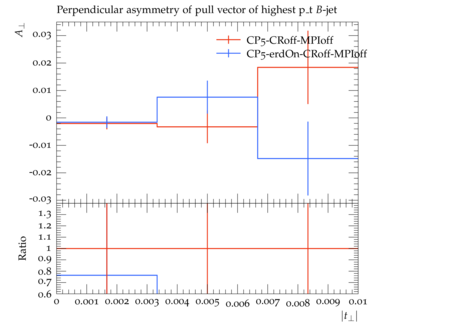 Perpendicular asymmetry of pull vector of highest p_t B-jet
A⊥
CP5-CRoff-MPIoff
CP5-erdOn-CRoff-MPIoff
0.03
0.02
0.01
0
-0.01
-0.02
-0.03
Ratio
1.3
1.2
1.1
1
0.9
0.8
0.7
0.6
0 0.001 0.002 0.003 0.004 0.005 0.006 0.007 0.008 0.009 0.01
|t⊥|